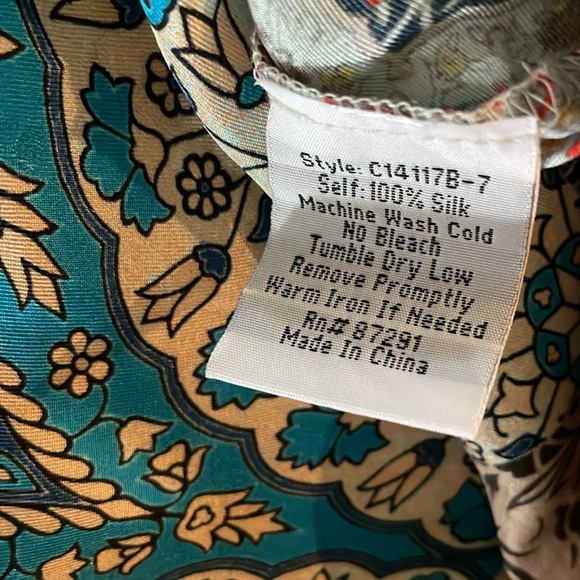 Style: C14117B-7
Self: 100% Silk
Machine Wash Cold
No Bleach
Tumble Dry Low
Remove Promptly
Warm Iron If Needed
Rn# 87291
Made In China